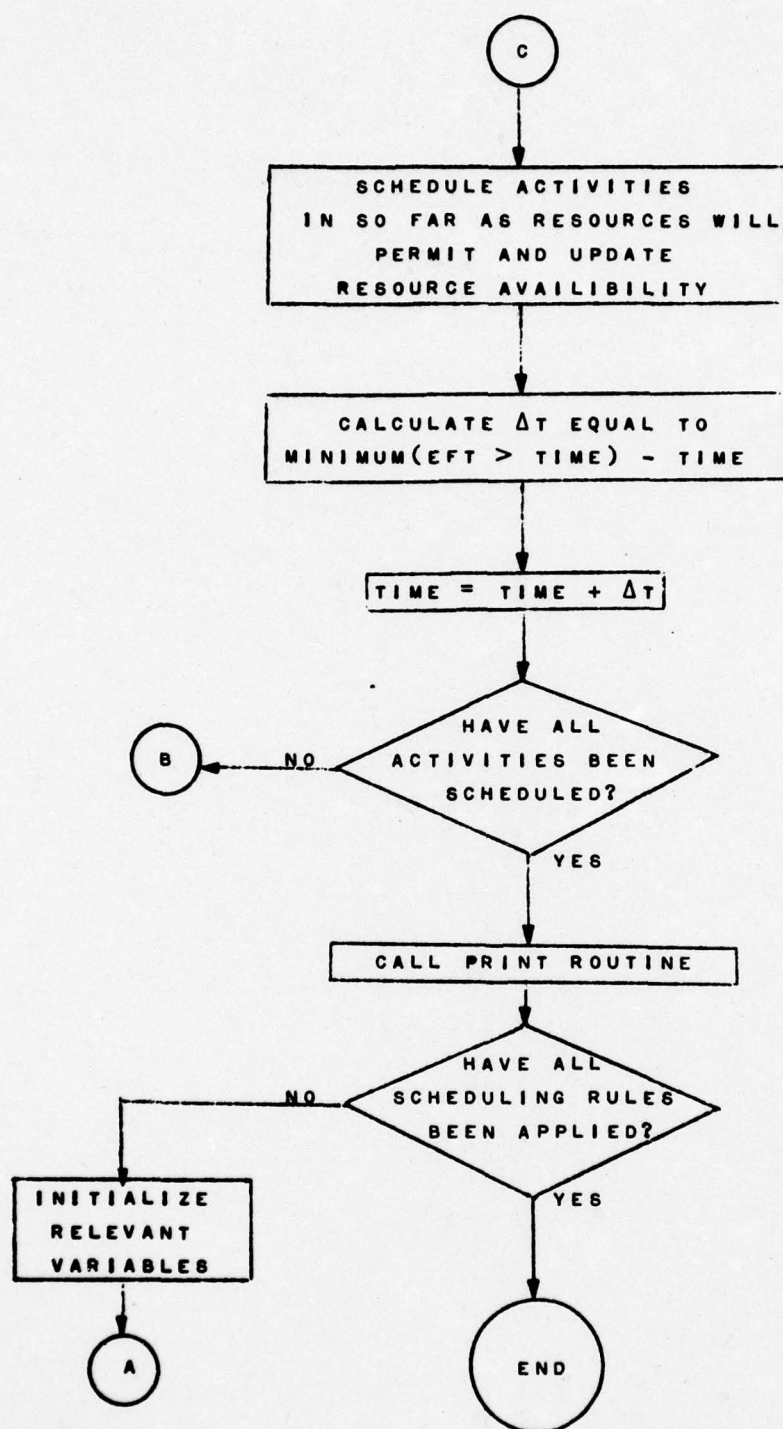 C
SCHEDULE ACTIVITIES
IN SO FAR AS RESOURCES WILL
PERMIT AND UPDATE
RESOURCE AVAILIBILITY
CALCULATE ΔT EQUAL TO
MINIMUM(EFT > TIME) - TIME
TIME = TIME + ΔT
HAVE ALL
ACTIVITIES BEEN
SCHEDULED?
B
NO
YES
CALL PRINT ROUTINE
HAVE ALL
SCHEDULING RULES
BEEN APPLIED?
NO
YES
INITIALIZE
RELEVANT
VARIABLES
A
END